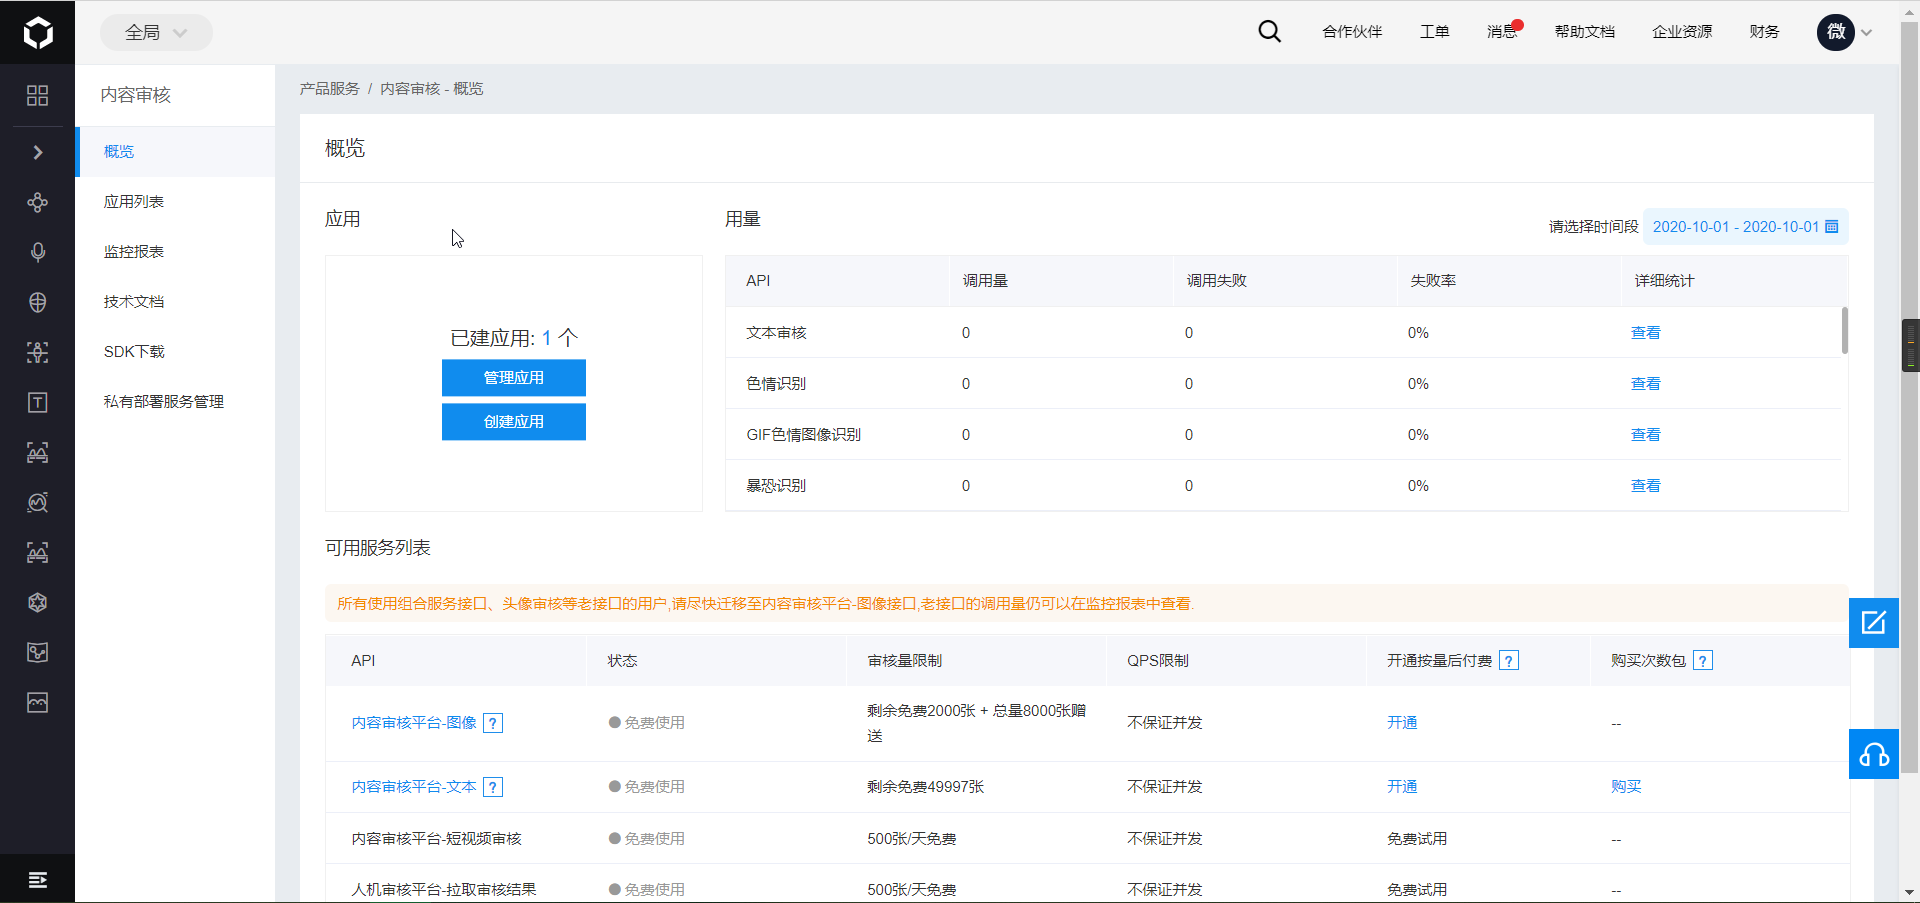 全局
合作伙伴 工单 消息 帮助文档 企业资源 财务 微
内容审核
概览
应用列表
监控报表
技术文档
SDK下载
私有部署服务管理
产品服务 / 内容审核 - 概览
概览
应用
已建应用: 1 个
管理应用
创建应用
用量
请选择时间段 2020-10-01 - 2020-10-01
API 调用量 调用失败 失败率 详细统计
文本审核 0 0 0% 查看
色情识别 0 0 0% 查看
GIF色情图像识别 0 0 0% 查看
暴恐识别 0 0 0% 查看
可用服务列表
所有使用组合服务接口、头像审核等老接口的用户,请尽快迁移至内容审核平台-图像接口,老接口的调用量仍可以在监控报表中查看.
API 状态 审核量限制 QPS限制 开通按量后付费 ? 购买次数包 ?
内容审核平台-图像 ? 免费使用 剩余免费2000张 + 总量8000张赠
送 不保证并发 开通 --
内容审核平台-文本 ? 免费使用 剩余免费49997张 不保证并发 开通 购买
内容审核平台-短视频审核 免费使用 500张/天免费 不保证并发 免费试用 --
人机审核平台-拉取审核结果 免费使用 500张/天免费 不保证并发 免费试用 --